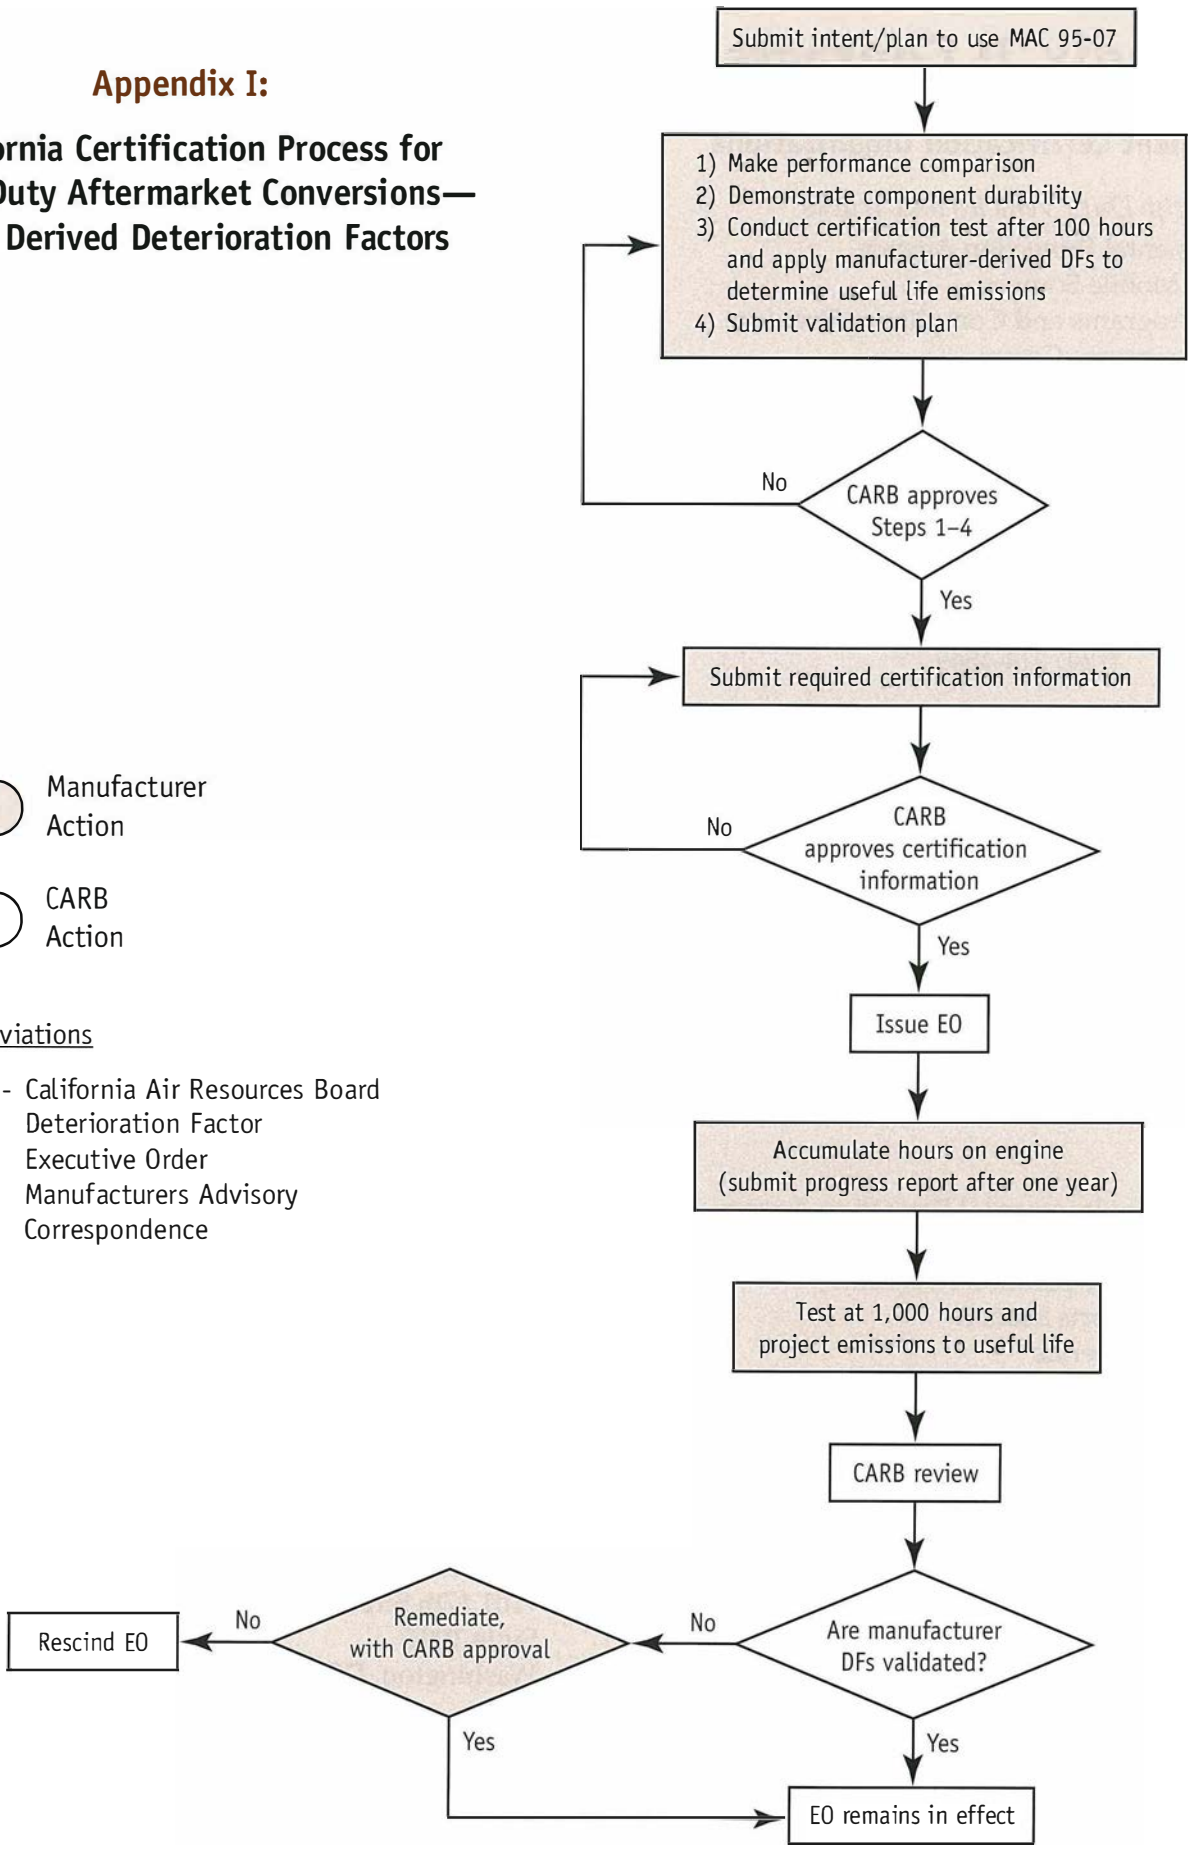 Appendix I:
ornia Certification Process for
Duty Aftermarket Conversions—
Derived Deterioration Factors
Submit intent/plan to use MAC 95-07
1) Make performance comparison
2) Demonstrate component durability
3) Conduct certification test after 100 hours
and apply manufacturer-derived DFs to
determine useful life emissions
4) Submit validation plan
No
CARB approves
Steps 1–4
Yes
Submit required certification information
No
CARB
approves certification
information
Yes
Issue EO
Accumulate hours on engine
(submit progress report after one year)
Test at 1,000 hours and
project emissions to useful life
CARB review
Are manufacturer
DFs validated?
No
Remediate,
with CARB approval
No
Rescind EO
Yes
Yes
EO remains in effect
Manufacturer
Action
CARB
Action
viations
- California Air Resources Board
Deterioration Factor
Executive Order
Manufacturers Advisory
Correspondence